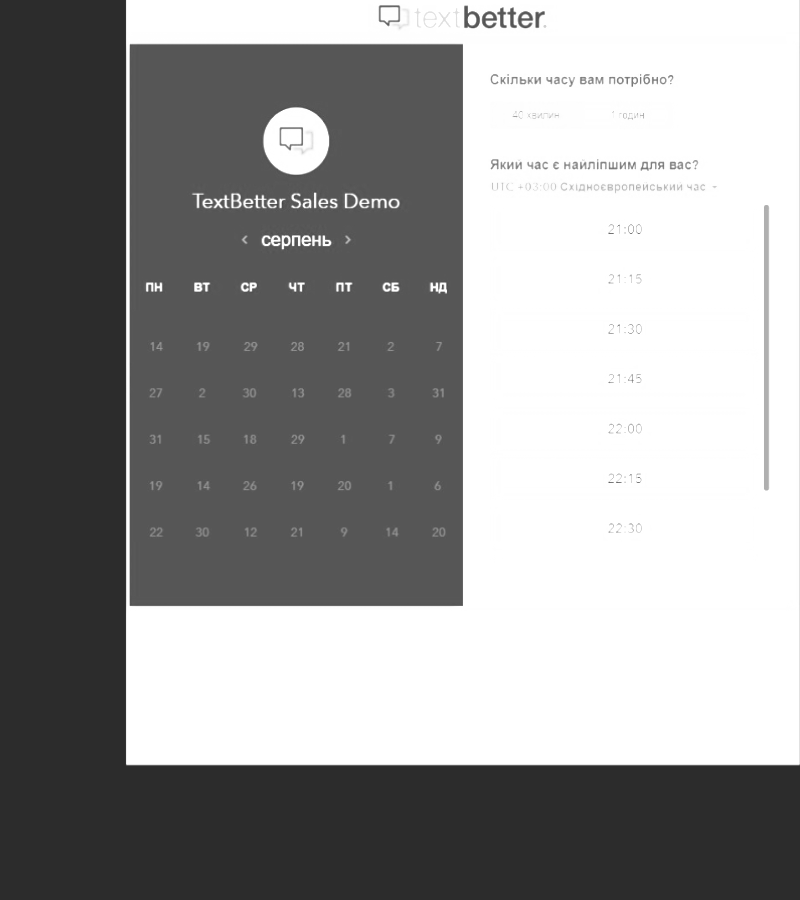 textbetter.
TextBetter Sales Demo
‹ серпень ›
ПН ВТ СР ЧТ ПТ СБ НД
14 19 29 28 21 2 7
27 2 30 13 28 3 31
31 15 18 29 1 7 9
19 14 26 19 20 1 6
22 30 12 21 9 14 20
Скільки часу вам потрібно?
40 хвилин 1 годин
Який час є найліпшим для вас?
UTC +03:00 Східноєвропейський час
21:00
21:15
21:30
21:45
22:00
22:15
22:30